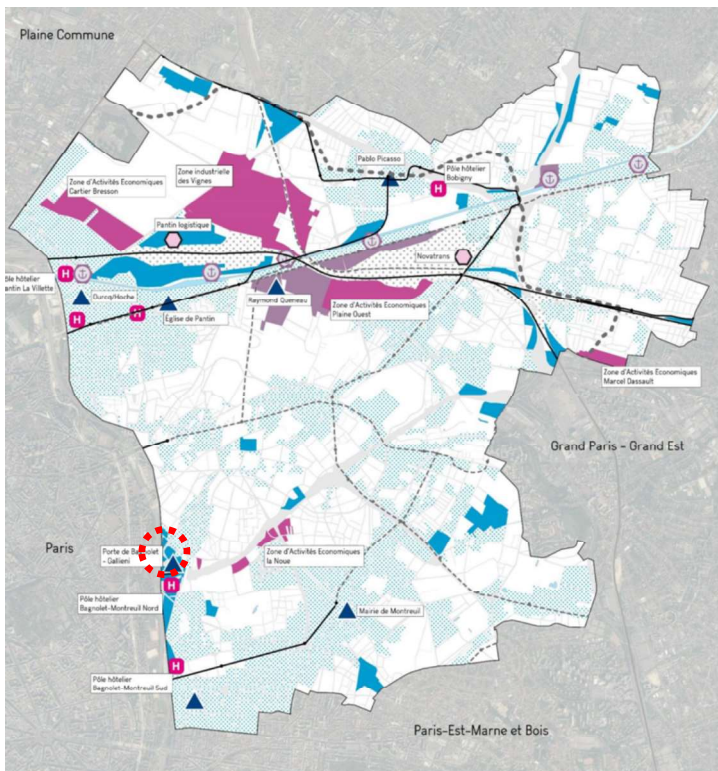 Plaine Commune
Pablo Picasso
Pôle hôtelier
Bobigny
Zone industrielle
des Vignes
Zone d'Activités Economiques
Cartier Bresson
Pantin logistique
Novatrans
Pôle hôtelier
antin La Villette
Ourcq/Hoche
Église de Pantin
Raymond Queneau
Zone d'Activités Economiques
Plaine Ouest
Zone d'Activités Economiques
Marcel Dassault
Grand Paris - Grand Est
Paris
Porte de Bagnolet
- Gallieni
Zone d'Activités Economiques
la Noue
H
H
H
H
H
H
Pôle hôtelier
Bagnolet-Montreuil Nord
Mairie de Montreuil
Pôle hôtelier
Bagnolet-Montreuil Sud
Paris-Est-Marne et Bois